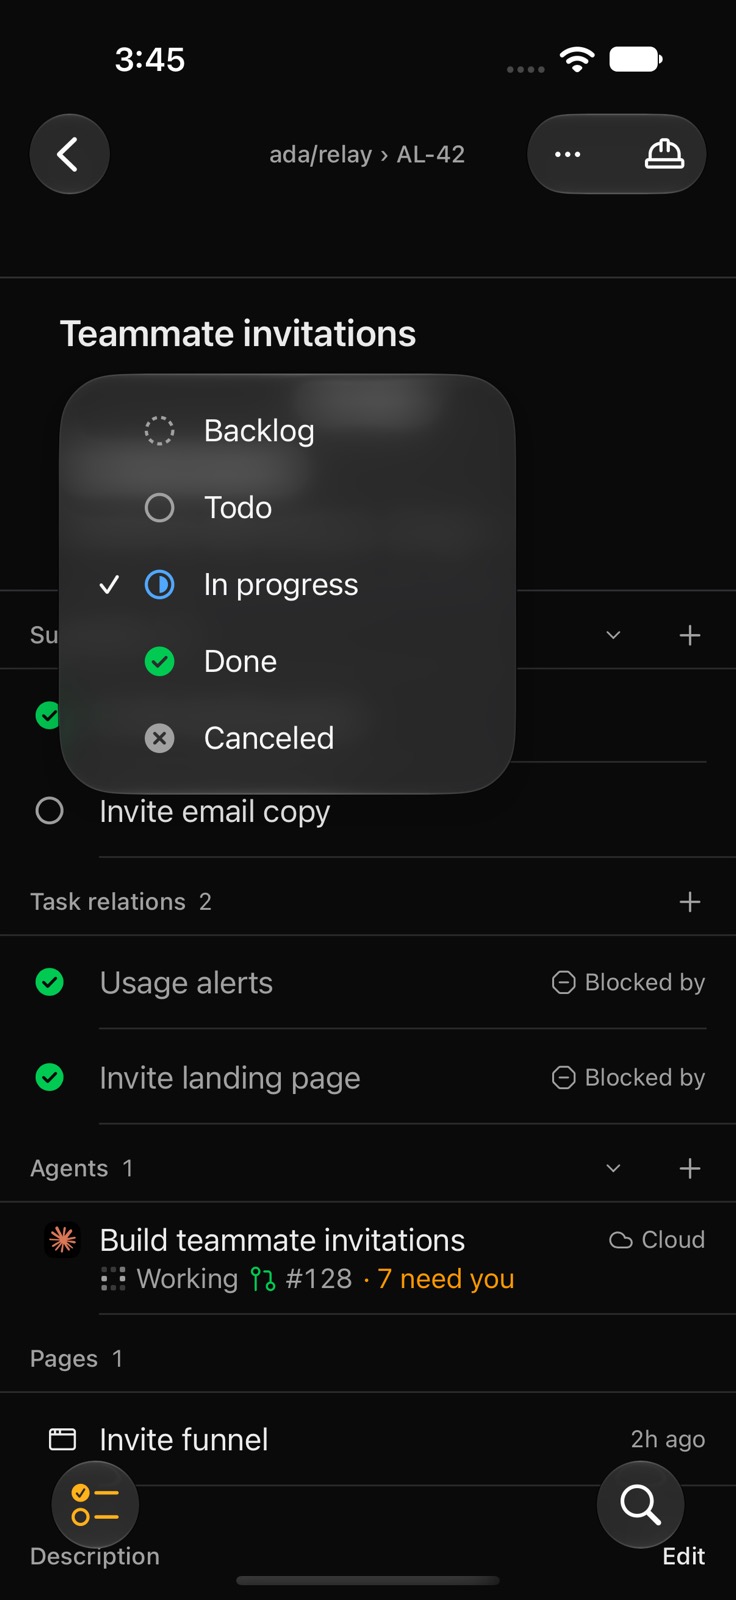 3:45
ada/relay › AL-42
Teammate invitations
Backlog
Todo
In progress
Done
Canceled
Su
Invite email copy
Task relations 2
Usage alerts
Blocked by
Invite landing page
Blocked by
Agents 1
Build teammate invitations
Cloud
Working #128 · 7 need you
Pages 1
Invite funnel
2h ago
Description
Edit